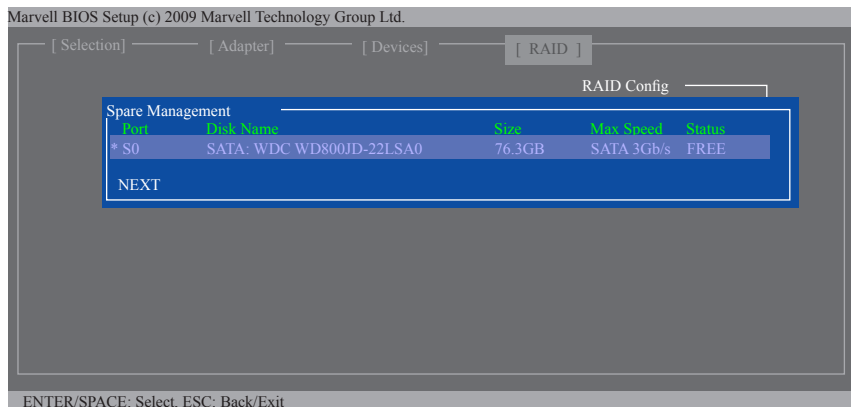 Marvell BIOS Setup (c) 2009 Marvell Technology Group Ltd.
[ Selection] [ Adapter] [ Devices] [ RAID ]
RAID Config
Spare Management
Port Disk Name Size Max Speed Status
* S0 SATA: WDC WD800JD-22LSA0 76.3GB SATA 3Gb/s FREE
NEXT
ENTER/SPACE: Select, ESC: Back/Exit